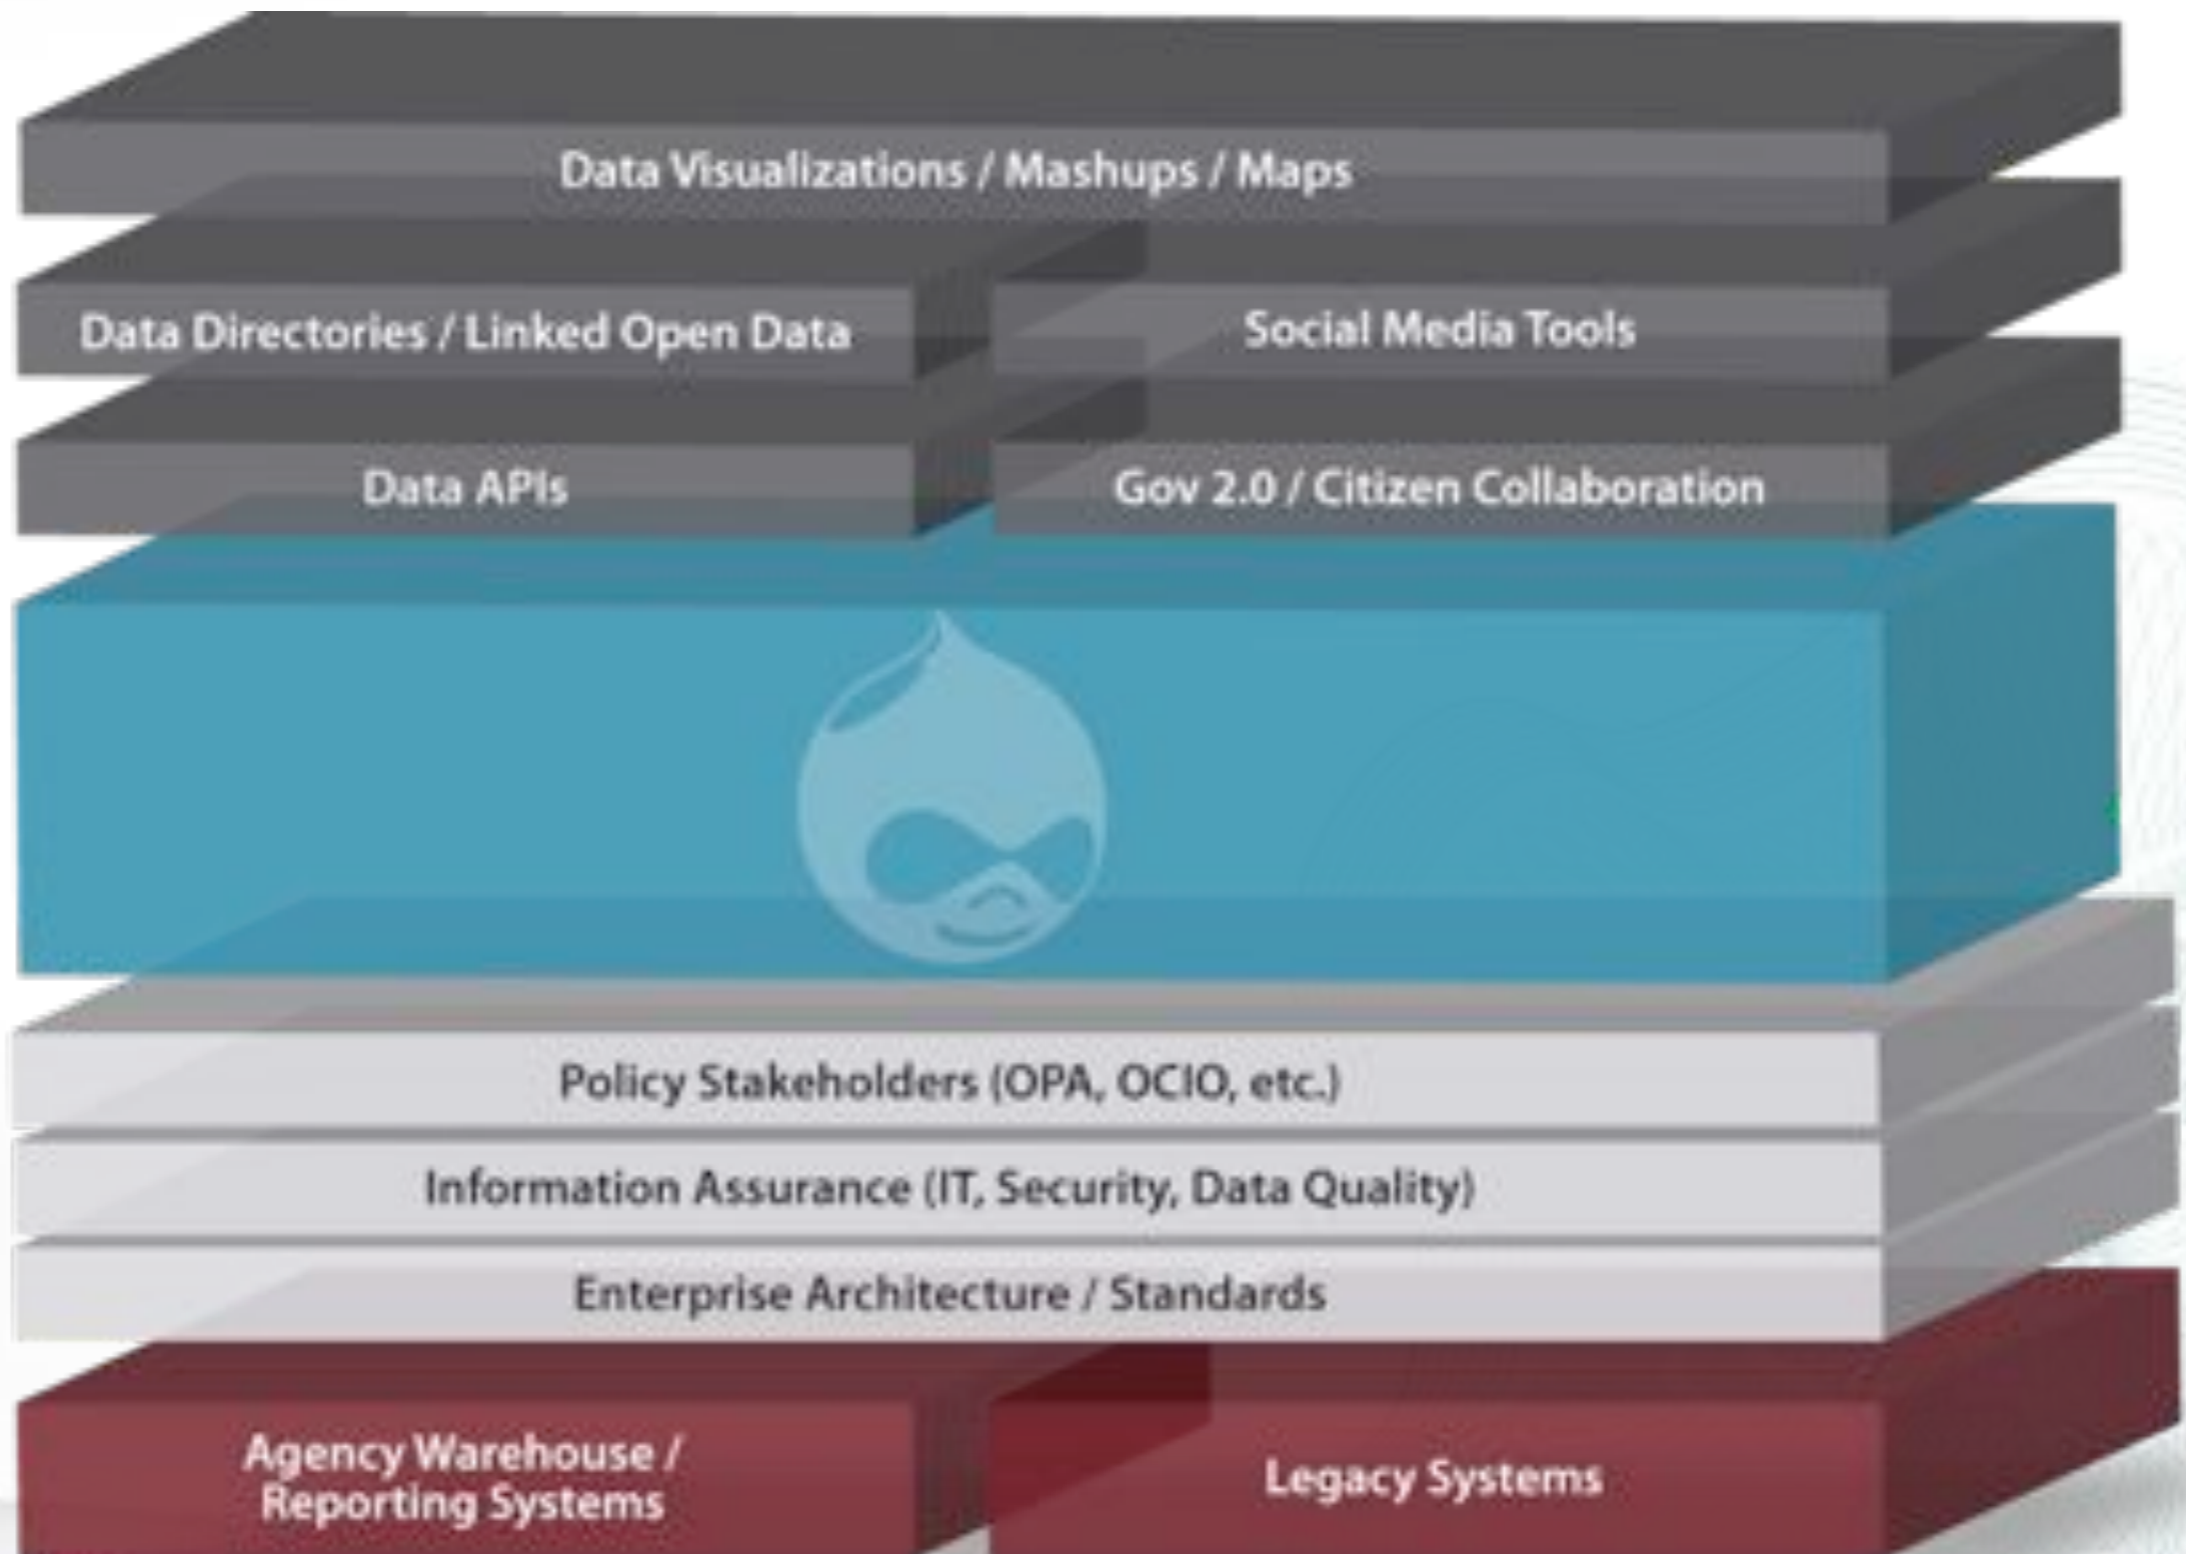 Data Visualizations / Mashups / Maps
Data Directories / Linked Open Data
Social Media Tools
Data APIs
Gov 2.0 / Citizen Collaboration
Policy Stakeholders (OPA, OCIO, etc.)
Information Assurance (IT, Security, Data Quality)
Enterprise Architecture / Standards
Agency Warehouse /
Reporting Systems
Legacy Systems